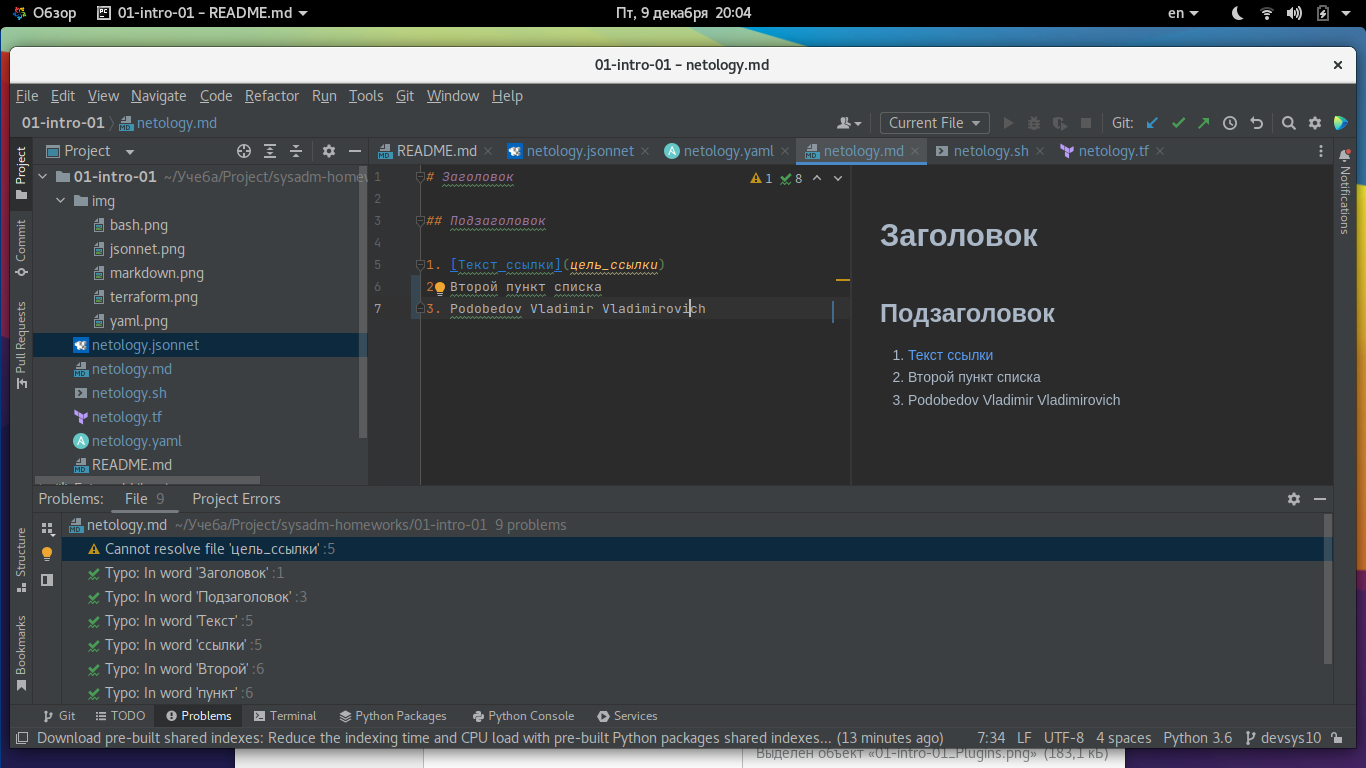 Обзор 01-intro-01 – README.md Пт, 9 декабря 20:04 en
01-intro-01 – netology.md
File Edit View Navigate Code Refactor Run Tools Git Window Help
01-intro-01 netology.md Current File Git:
Project README.md netology.jsonnet netology.yaml netology.md netology.sh netology.tf
Project
Commit
Pull Requests
Structure
Bookmarks
01-intro-01 ~/Учеба/Project/sysadm-homew
img
bash.png
jsonnet.png
markdown.png
terraform.png
yaml.png
netology.jsonnet
netology.md
netology.sh
netology.tf
netology.yaml
README.md
1 # Заголовок
2
3 ## Подзаголовок
4
5 1. [Текст ссылки](цель_ссылки)
6 2 Второй пункт списка
7 3. Podobedov Vladimir Vladimirovich
1 8
Заголовок
Подзаголовок
1. Текст ссылки
2. Второй пункт списка
3. Podobedov Vladimir Vladimirovich
Notifications
Problems: File 9 Project Errors
netology.md ~/Учеба/Project/sysadm-homeworks/01-intro-01 9 problems
Cannot resolve file 'цель_ссылки' :5
Typo: In word 'Заголовок' :1
Typo: In word 'Подзаголовок' :3
Typo: In word 'Текст' :5
Typo: In word 'ссылки' :5
Typo: In word 'Второй' :6
Typo: In word 'пункт' :6
Git TODO Problems Terminal Python Packages Python Console Services
Download pre-built shared indexes: Reduce the indexing time and CPU load with pre-built Python packages shared indexes... (13 minutes ago) 7:34 LF UTF-8 4 spaces Python 3.6 devsys10
Выделен объект «01-intro-01_Plugins.png» (183,1 кБ)